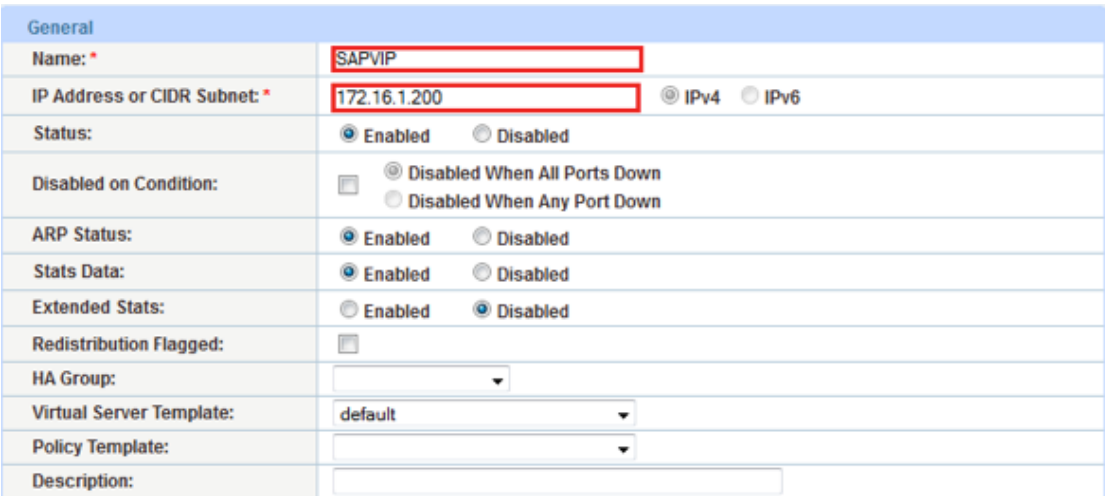 General
Name: * SAPVIP
IP Address or CIDR Subnet: * 172.16.1.200 IPv4 IPv6
Status: Enabled Disabled
Disabled on Condition: Disabled When All Ports Down
Disabled When Any Port Down
ARP Status: Enabled Disabled
Stats Data: Enabled Disabled
Extended Stats: Enabled Disabled
Redistribution Flagged:
HA Group:
Virtual Server Template: default
Policy Template:
Description: